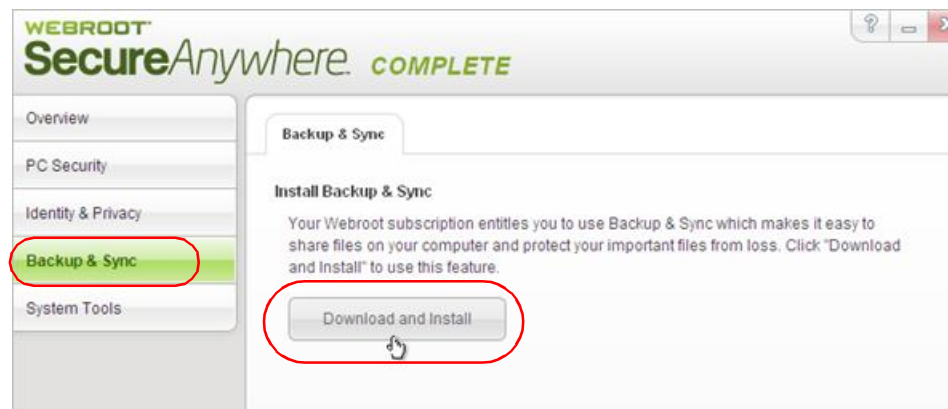 WEBROOT
SecureAnywhere. COMPLETE
Overview
PC Security
Identity & Privacy
Backup & Sync
System Tools
Backup & Sync
Install Backup & Sync
Your Webroot subscription entitles you to use Backup & Sync which makes it easy to
share files on your computer and protect your important files from loss. Click "Download
and Install" to use this feature.
Download and Install